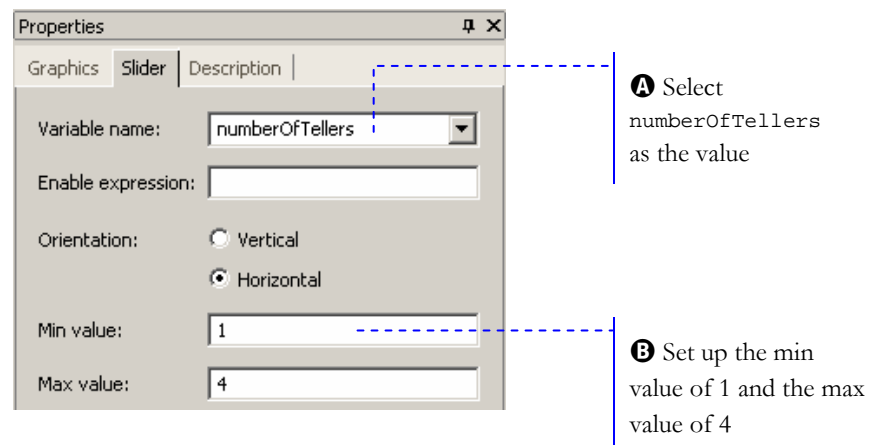 Properties
Graphics Slider Description
Variable name: numberOfTellers
Enable expression:
Orientation: Vertical
Horizontal
Min value: 1
Max value: 4
A Select
numberOfTellers
as the value
B Set up the min
value of 1 and the max
value of 4